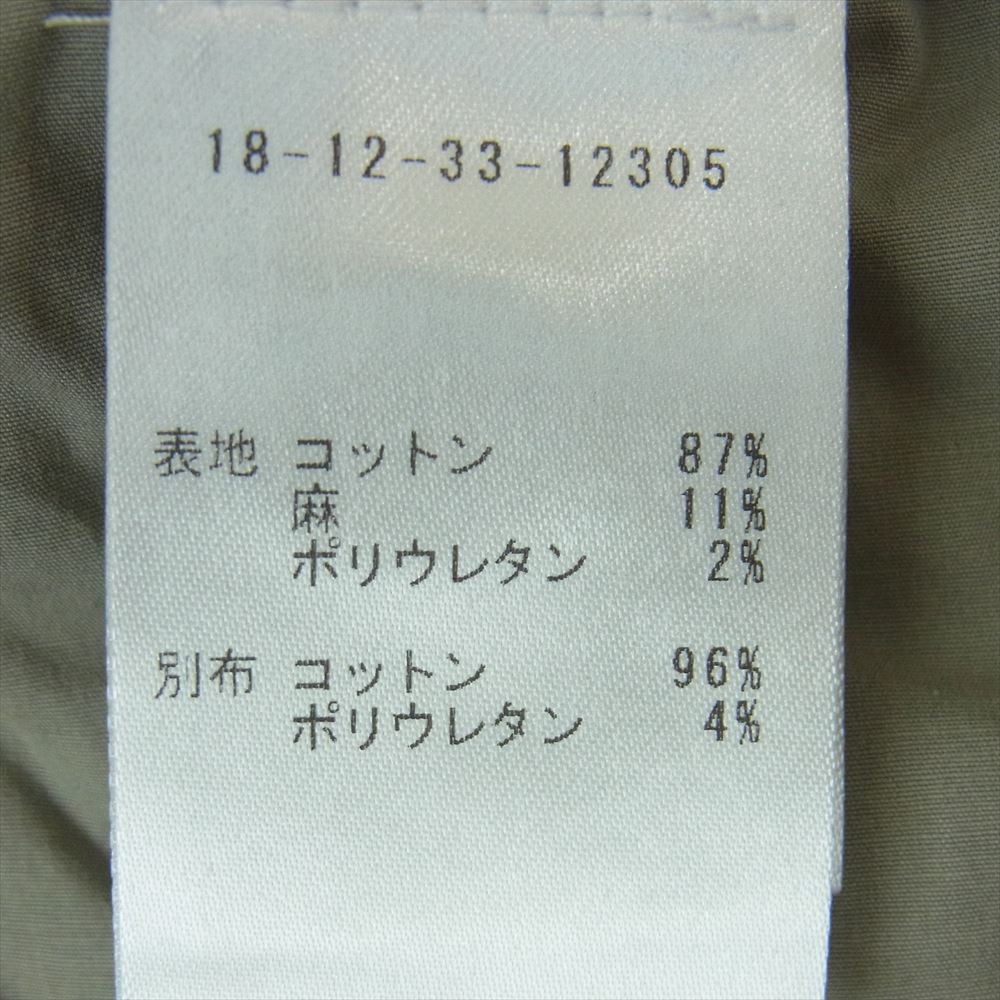 18-12-33-12305
表地 コットン 87%
麻 11%
ポリウレタン 2%
別布 コットン 96%
ポリウレタン 4%